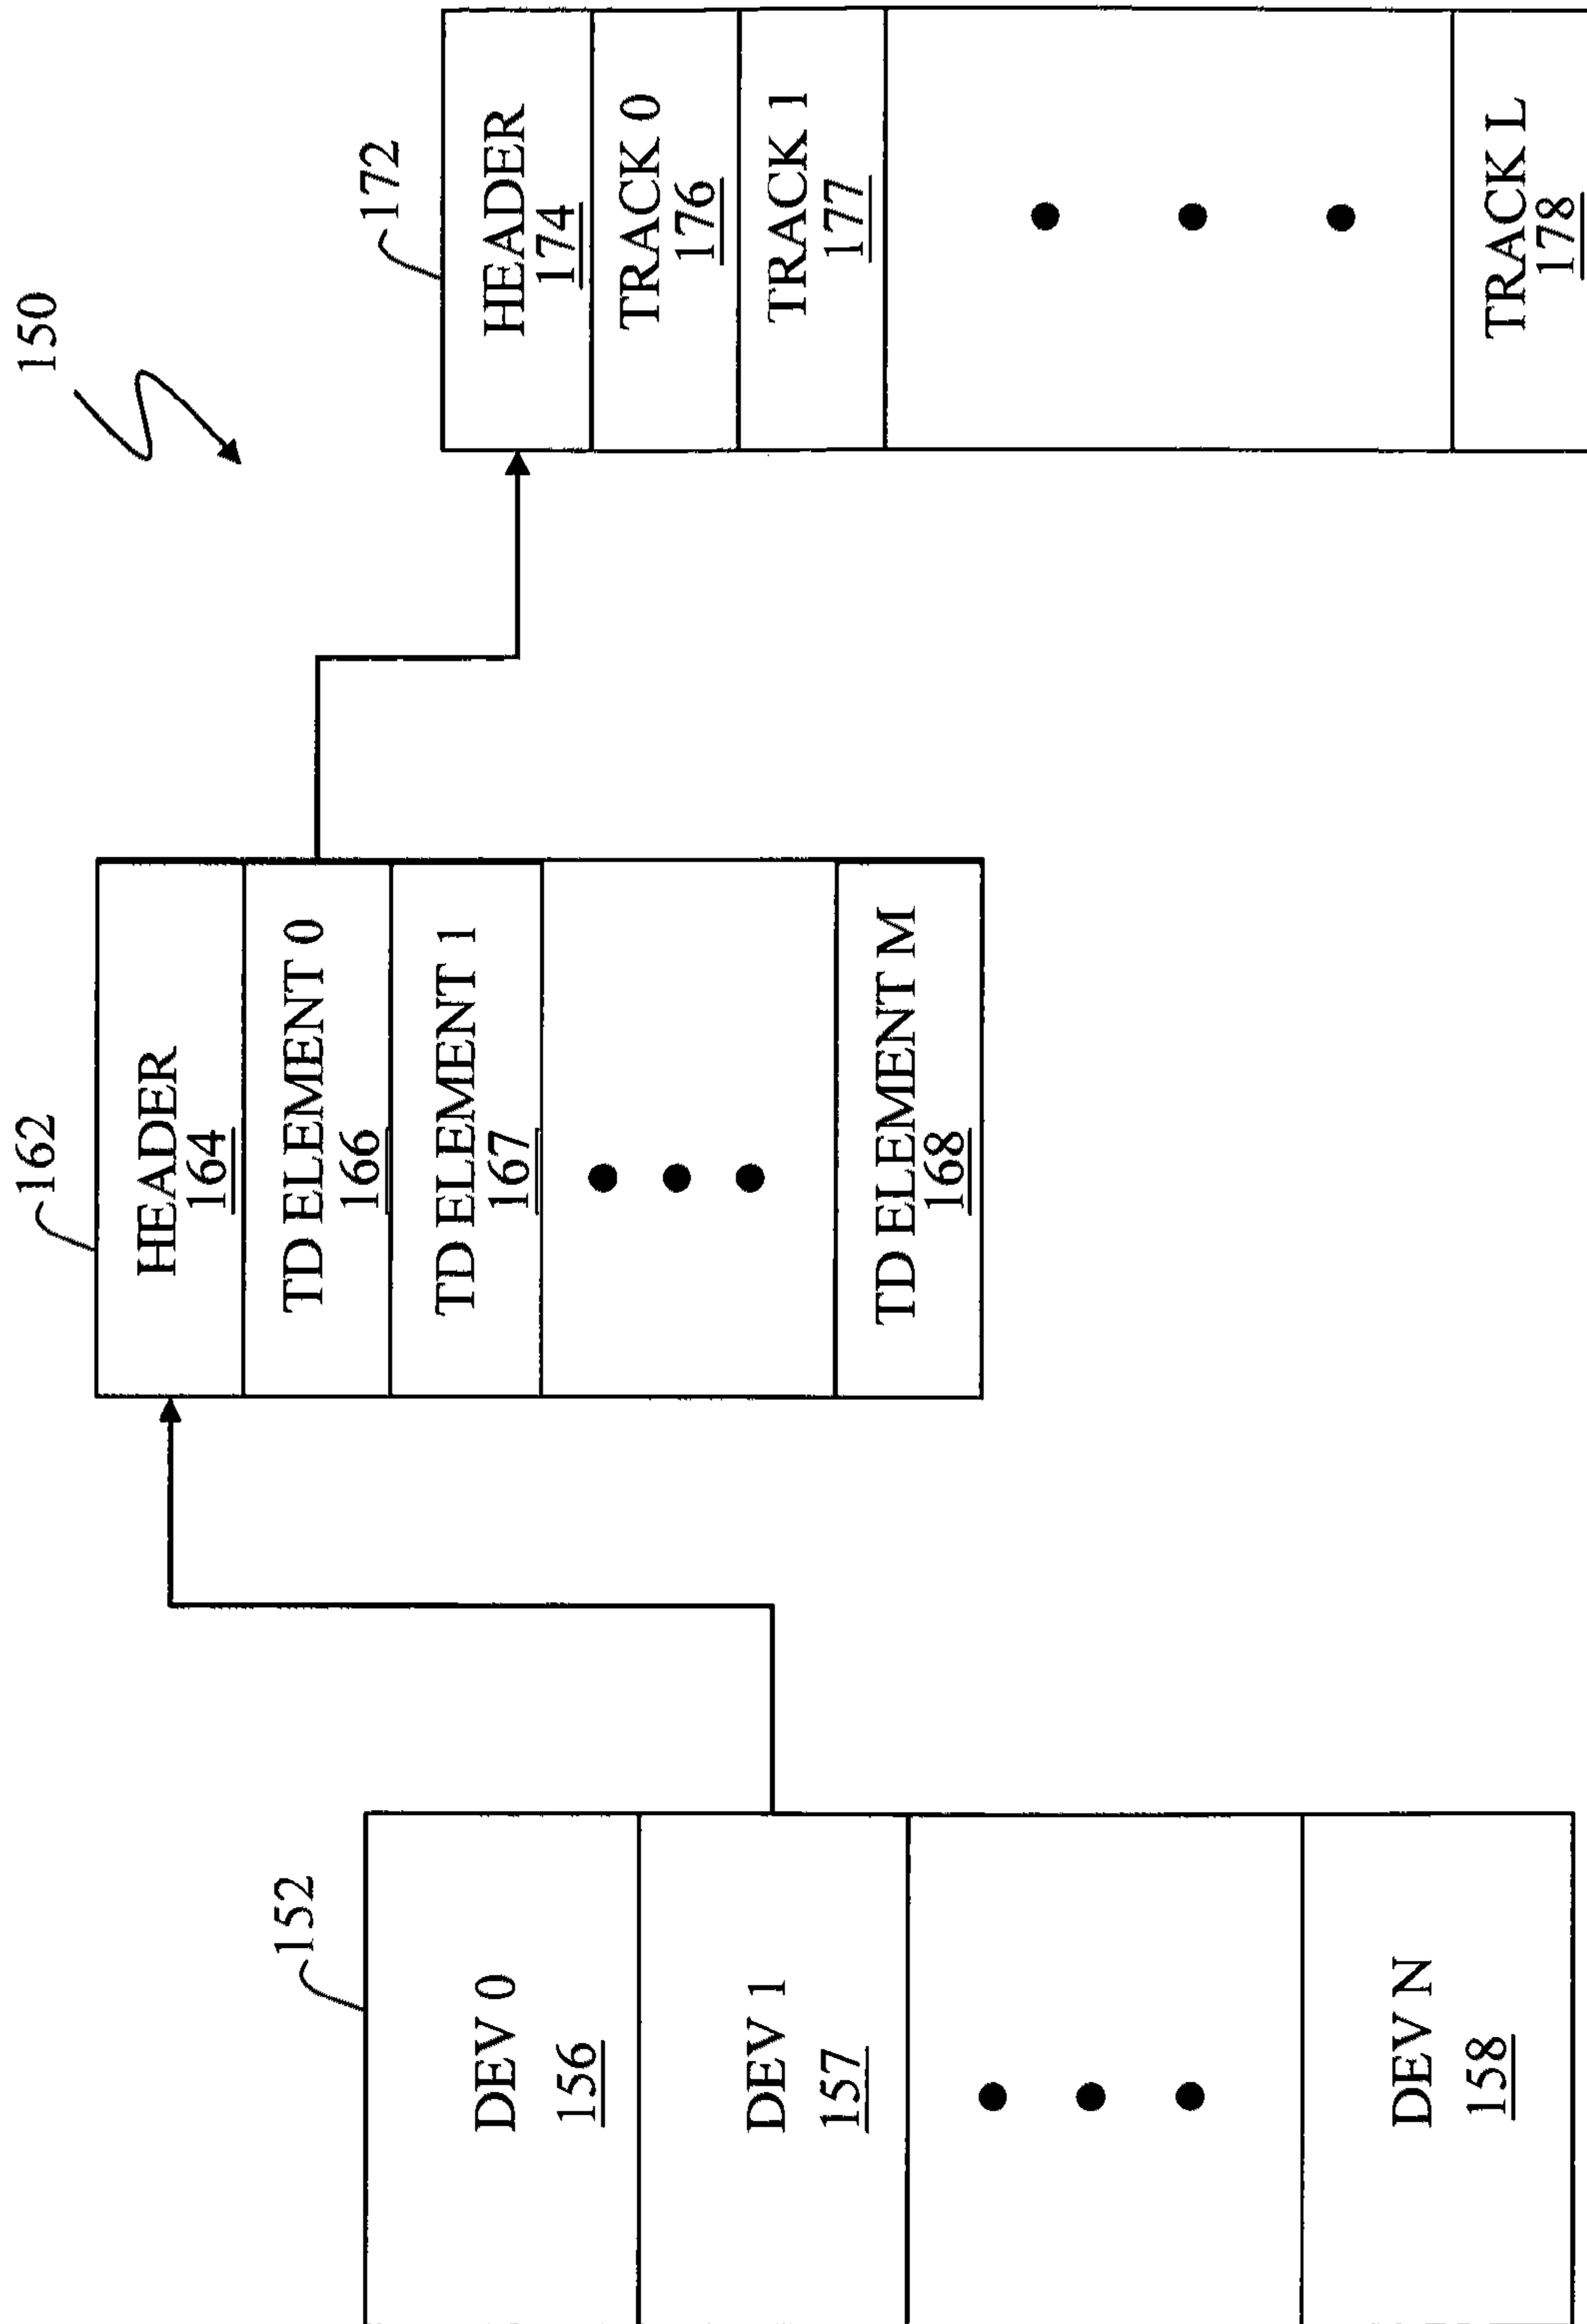 150
152
DEV 0
156
DEV 1
157
DEV N
158
162
HEADER
164
TD ELEMENT 0
166
TD ELEMENT 1
167
TD ELEMENT M
168
172
HEADER
174
TRACK 0
176
TRACK 1
177
TRACK L
178